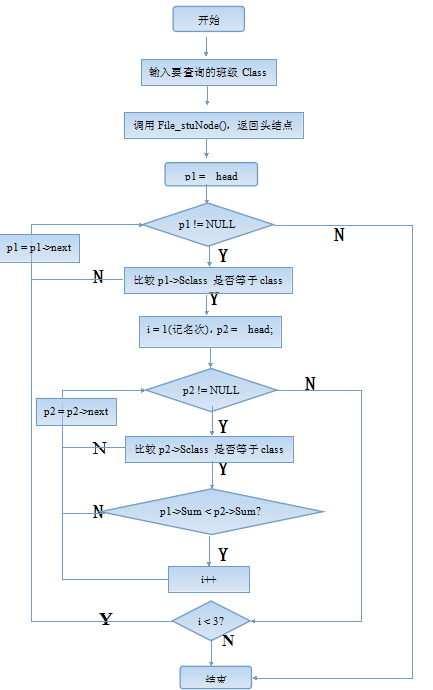 开始
输入要查询的班级 Class
调用 File_stuNode(), 返回头结点
p1 = head
p1 != NULL
N
p1 = p1->next
Y
N
比较 p1->Sclass 是否等于 class
Y
i = 1(记名次), p2 = head;
p2 != NULL
N
p2 = p2->next
Y
N
比较 p2->Sclass 是否等于 class
Y
N
p1->Sum < p2->Sum?
Y
i++
Y
i < 3?
N
结束